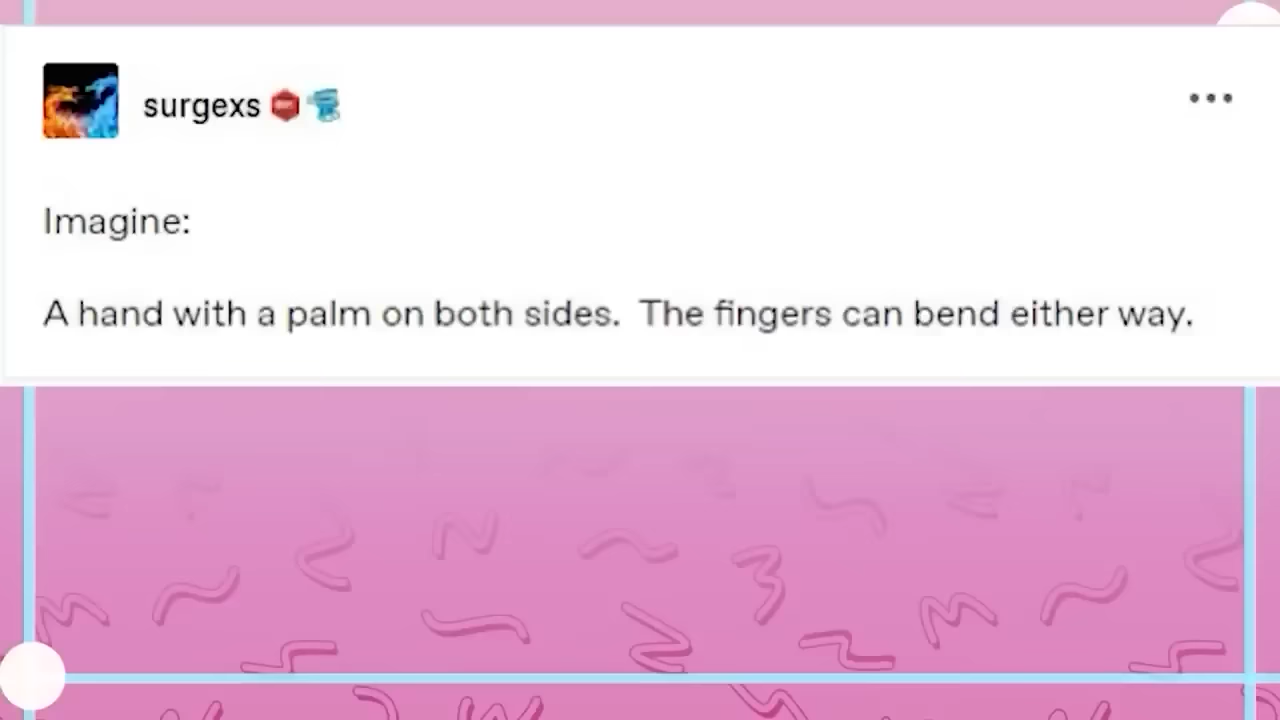 surgexs
Imagine:
A hand with a palm on both sides. The fingers can bend either way.